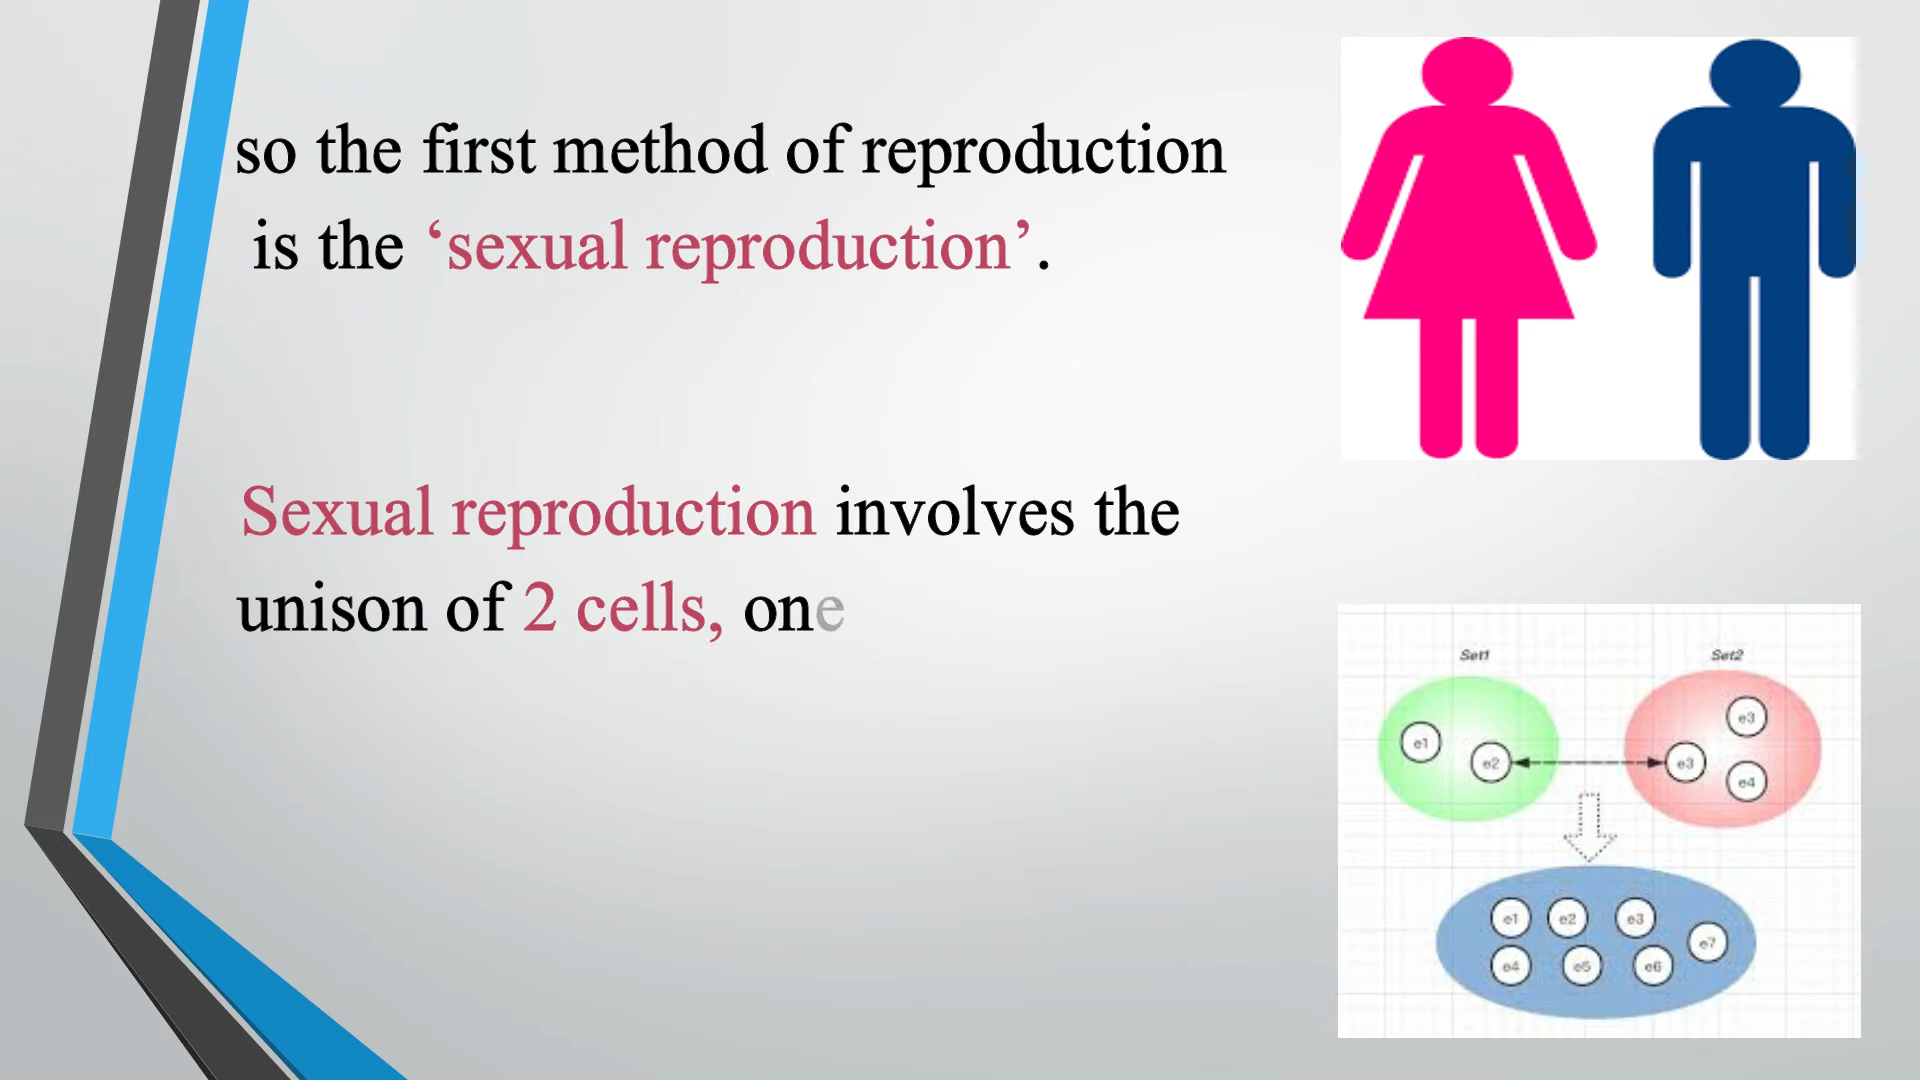 so the first method of reproduction
is the ‘sexual reproduction’.
Sexual reproduction involves the
unison of 2 cells, one
Set1 Set2
e3
e1
e2 e3
e4
e1 e2 e3
e7
e4 e5 e6